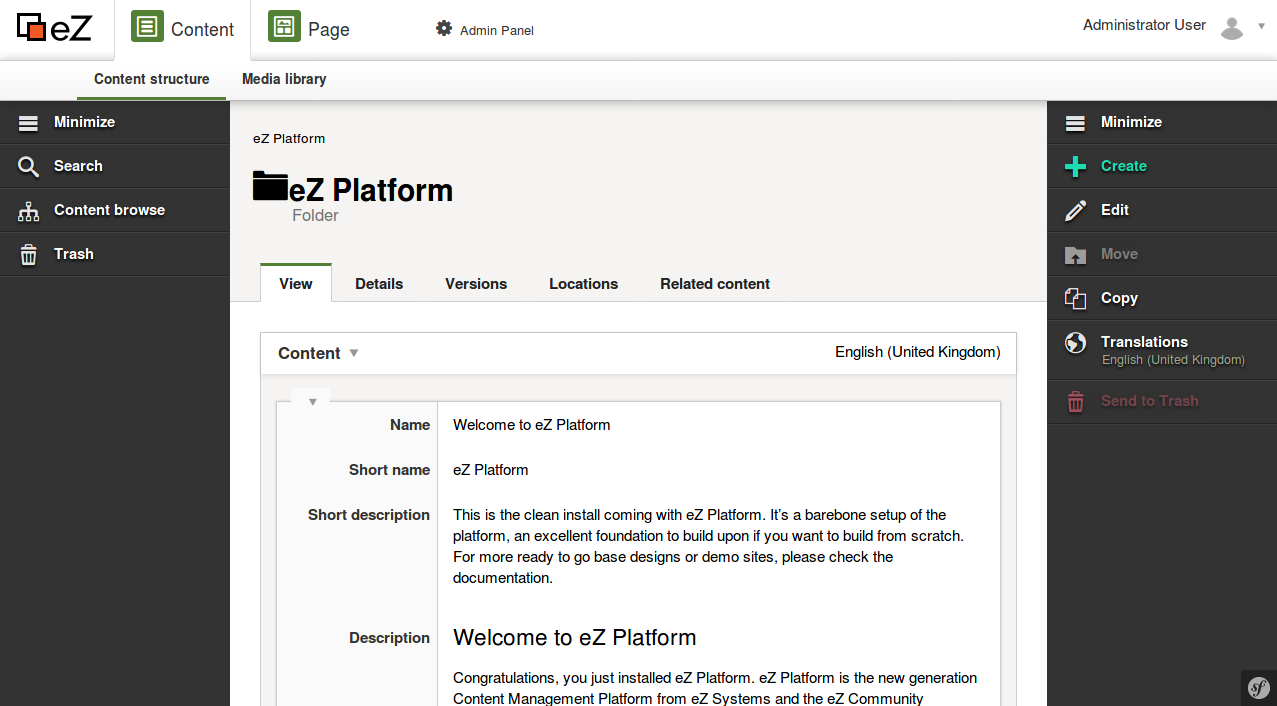 eZ
Content
Page
Admin Panel
Administrator User
Content structure
Media library
Minimize
Search
Content browse
Trash
eZ Platform
eZ Platform
Folder
View
Details
Versions
Locations
Related content
Content
English (United Kingdom)
Name
Welcome to eZ Platform
Short name
eZ Platform
Short description
This is the clean install coming with eZ Platform. It’s a barebone setup of the
platform, an excellent foundation to build upon if you want to build from scratch.
For more ready to go base designs or demo sites, please check the
documentation.
Description
Welcome to eZ Platform
Congratulations, you just installed eZ Platform. eZ Platform is the new generation
Content Management Platform from eZ Systems and the eZ Community
Minimize
Create
Edit
Move
Copy
Translations
English (United Kingdom)
Send to Trash
sf